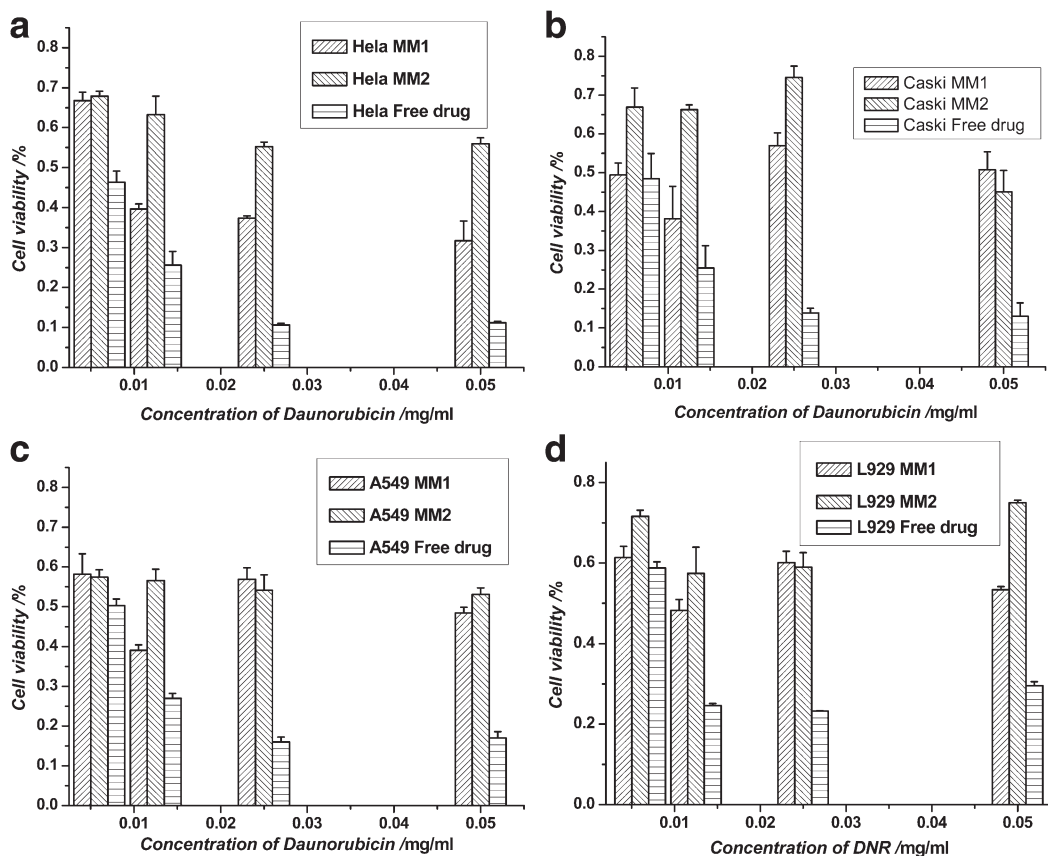 a
Hela MM1
Hela MM2
Hela Free drug
0.8
0.7
0.6
0.5
0.4
0.3
0.2
0.1
0.0
Cell viability /%
0.01 0.02 0.03 0.04 0.05
Concentration of Daunorubicin /mg/ml
b
Caski MM1
Caski MM2
Caski Free drug
0.8
0.7
0.6
0.5
0.4
0.3
0.2
0.1
0.0
Cell viability /%
0.01 0.02 0.03 0.04 0.05
Concentration of Daunorubicin /mg/ml
c
A549 MM1
A549 MM2
A549 Free drug
0.8
0.7
0.6
0.5
0.4
0.3
0.2
0.1
0.0
Cell viability /%
0.01 0.02 0.03 0.04 0.05
Concentration of Daunorubicin /mg/ml
d
L929 MM1
L929 MM2
L929 Free drug
0.8
0.6
0.4
0.2
0.0
Cell viability /%
0.01 0.02 0.03 0.04 0.05
Concentration of DNR /mg/ml